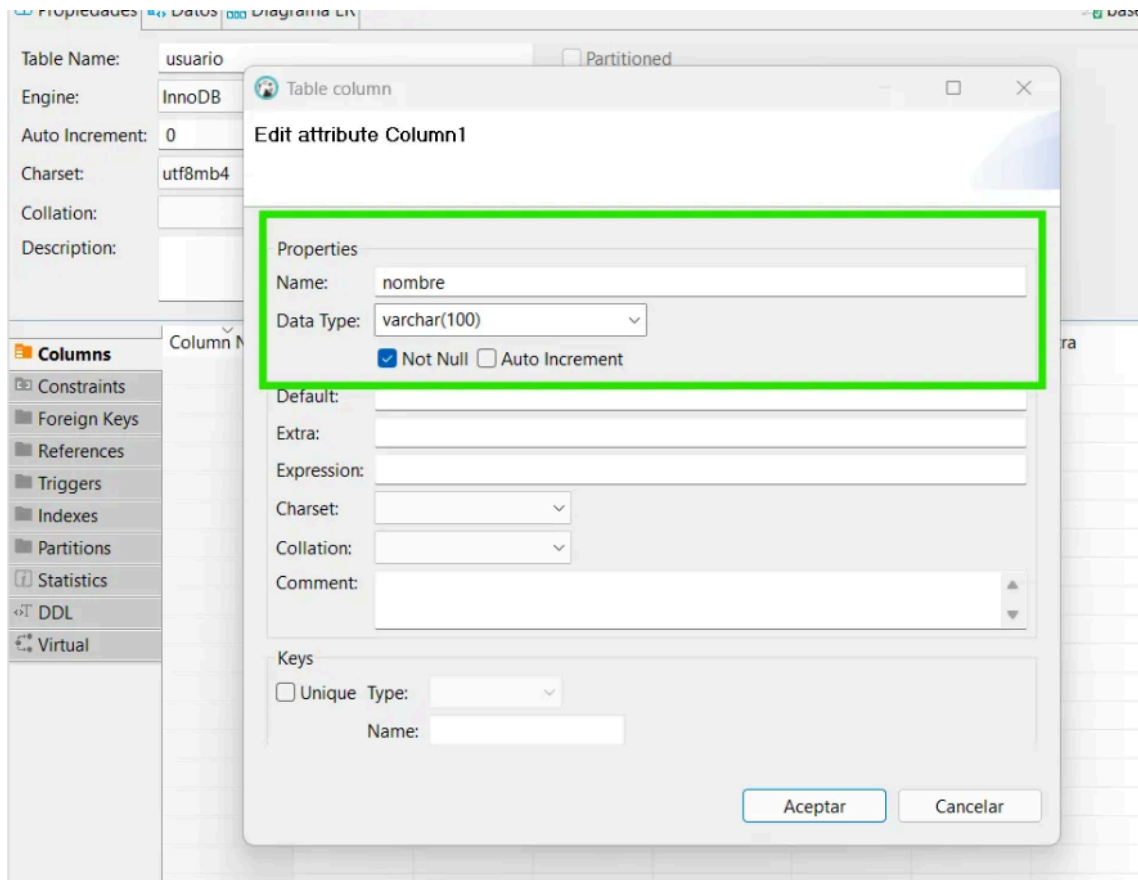 Propiedades Datos Diagrama ER
Table Name: usuario Partitioned
Engine: InnoDB
Auto Increment: 0
Charset: utf8mb4
Collation:
Description:
Table column
Edit attribute Column1
Properties
Name: nombre
Data Type: varchar(100)
Not Null Auto Increment
Default:
Extra:
Expression:
Charset:
Collation:
Comment:
Keys
Unique Type:
Name:
Aceptar Cancelar
Column N
Columns
Constraints
Foreign Keys
References
Triggers
Indexes
Partitions
Statistics
DDL
Virtual